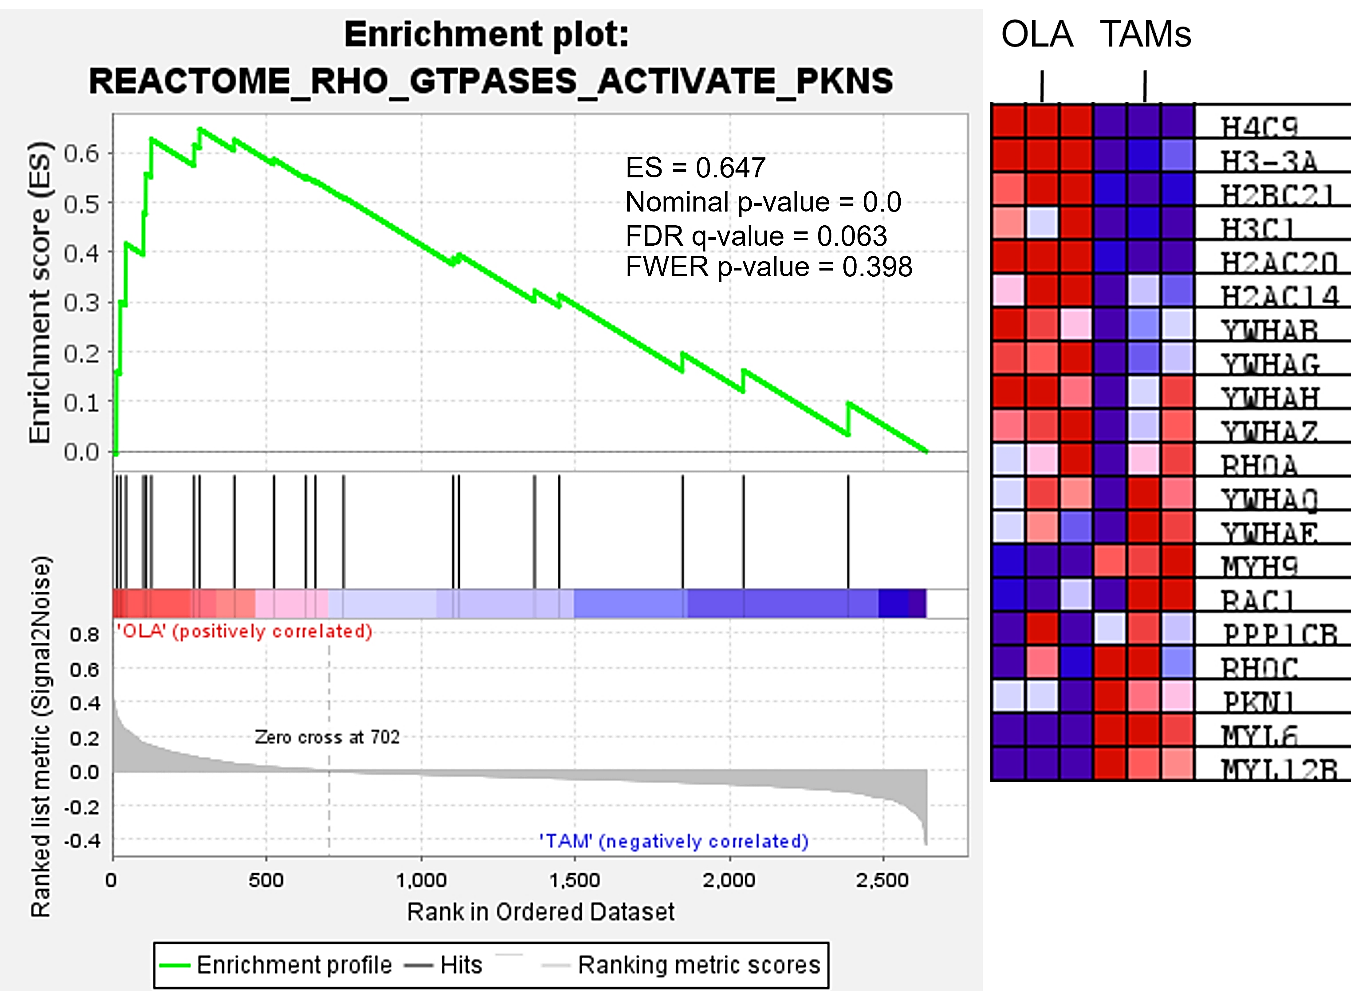 Enrichment plot:
REACTOME_RHO_GTPASES_ACTIVATE_PKNS
Enrichment score (ES)
0.6
0.5
0.4
0.3
0.2
0.1
0.0
ES = 0.647
Nominal p-value = 0.0
FDR q-value = 0.063
FWER p-value = 0.398
Ranked list metric (Signal2Noise)
'OLA' (positively correlated)
0.8
0.6
0.4
0.2
0.0
-0.2
-0.4
Zero cross at 702
'TAM' (negatively correlated)
0
500
1,000
1,500
2,000
2,500
Rank in Ordered Dataset
Enrichment profile
Hits
Ranking metric scores
OLA TAMs
H4C9
H3-3A
H2BC21
H3C1
H2AC20
H2AC14
YWHAB
YWHAG
YWHAH
YWHAZ
RHOA
YWHAQ
YWHAE
MYH9
RAC1
PPP1CB
RHOC
PKN1
MYL6
MYL12B